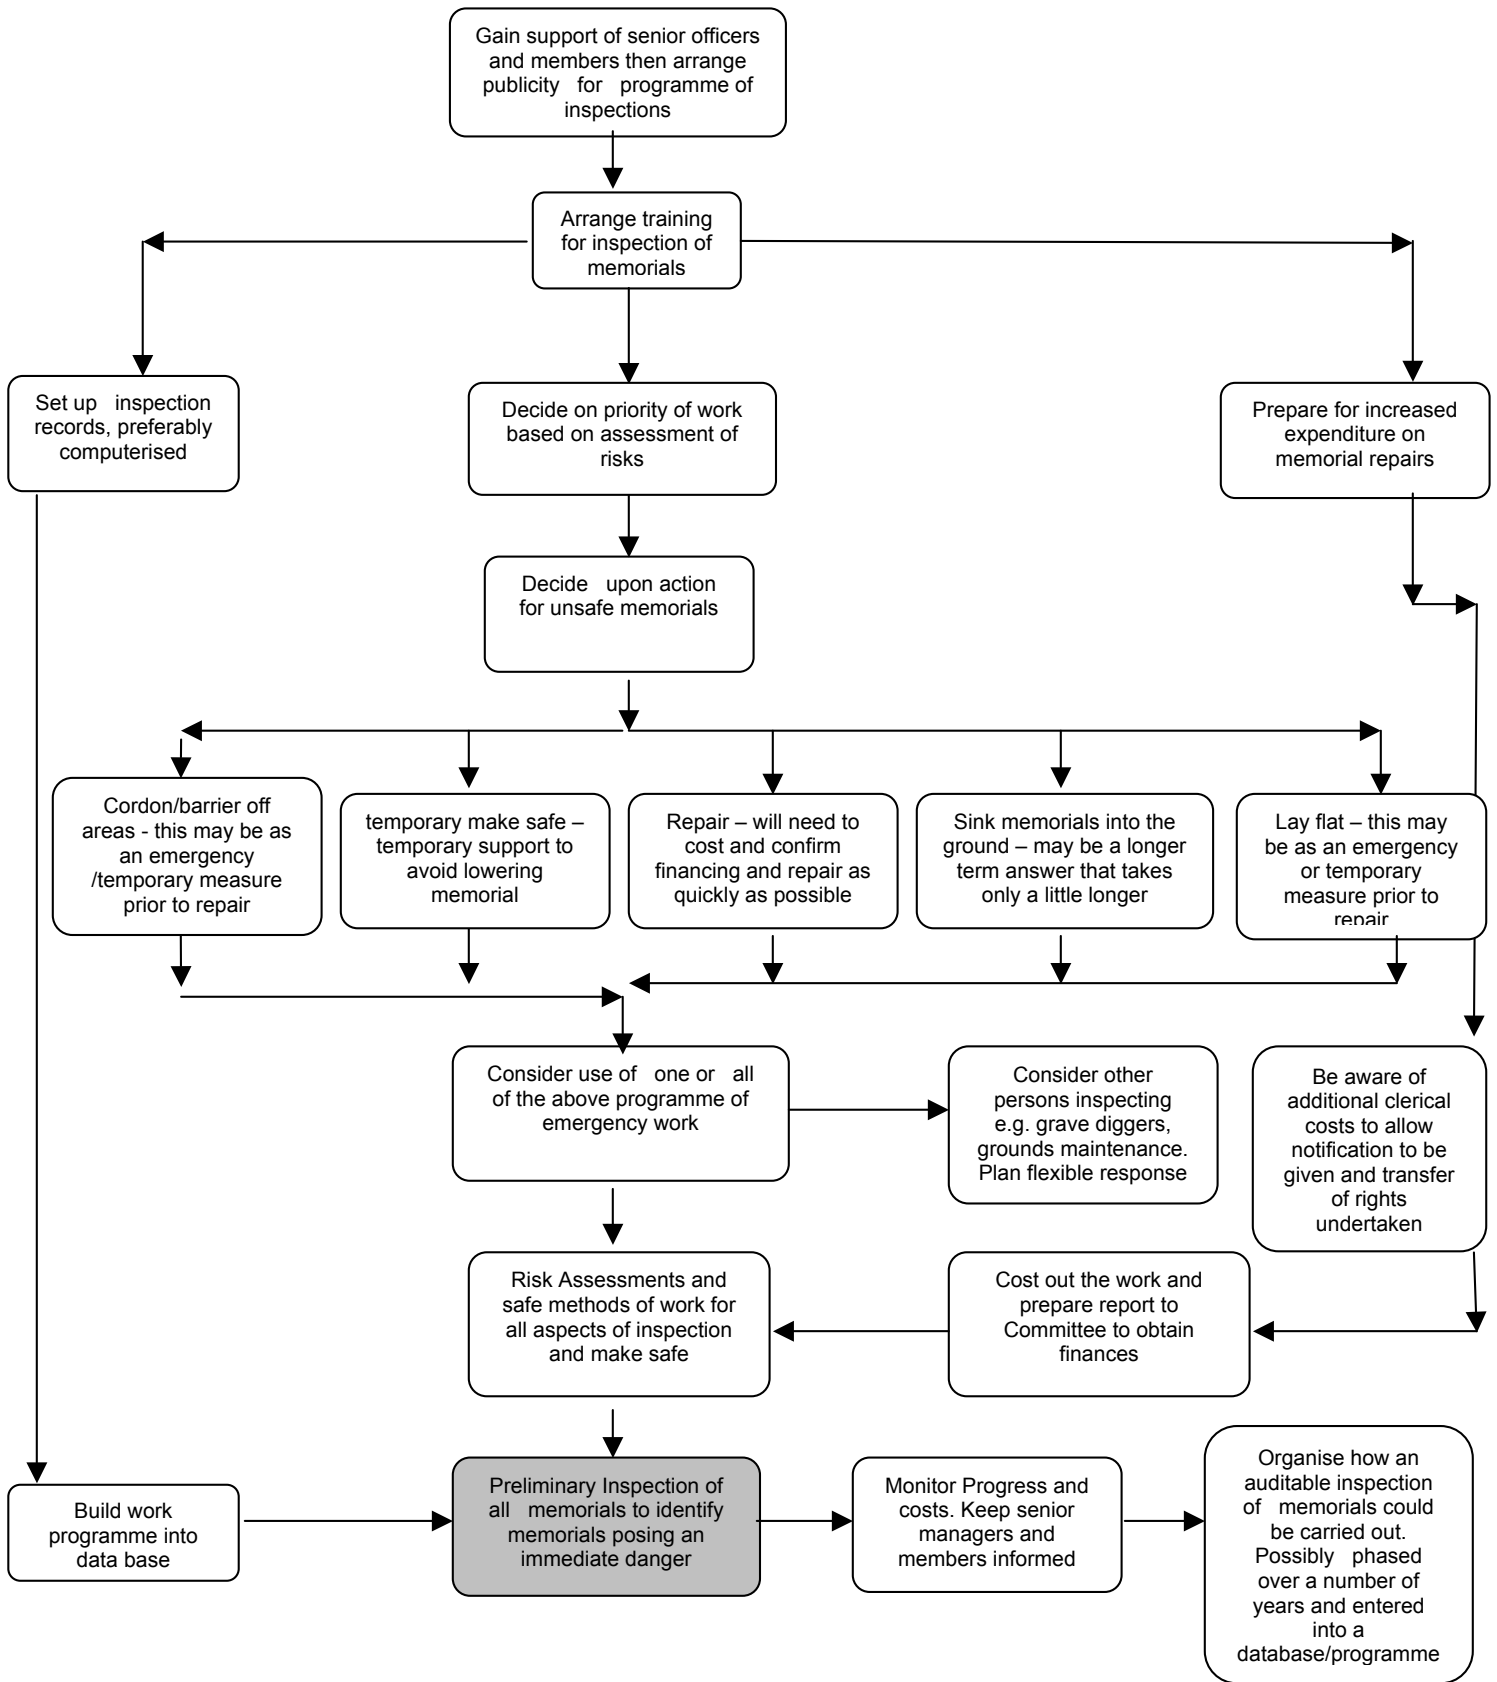 Gain support of senior officers
and members then arrange
publicity for programme of
inspections
Arrange training
for inspection of
memorials
Set up inspection
records, preferably
computerised
Decide on priority of work
based on assessment of
risks
Prepare for increased
expenditure on
memorial repairs
Decide upon action
for unsafe memorials
Cordon/barrier off
areas - this may be as
an emergency
/temporary measure
prior to repair
temporary make safe –
temporary support to
avoid lowering
memorial
Repair – will need to
cost and confirm
financing and repair as
quickly as possible
Sink memorials into the
ground – may be a longer
term answer that takes
only a little longer
Lay flat – this may
be as an emergency
or temporary
measure prior to
repair
Consider use of one or all
of the above programme of
emergency work
Consider other
persons inspecting
e.g. grave diggers,
grounds maintenance.
Plan flexible response
Be aware of
additional clerical
costs to allow
notification to be
given and transfer
of rights
undertaken
Risk Assessments and
safe methods of work for
all aspects of inspection
and make safe
Cost out the work and
prepare report to
Committee to obtain
finances
Build work
programme into
data base
Preliminary Inspection of
all memorials to identify
memorials posing an
immediate danger
Monitor Progress and
costs. Keep senior
managers and
members informed
Organise how an
auditable inspection
of memorials could
be carried out.
Possibly phased
over a number of
years and entered
into a
database/programme